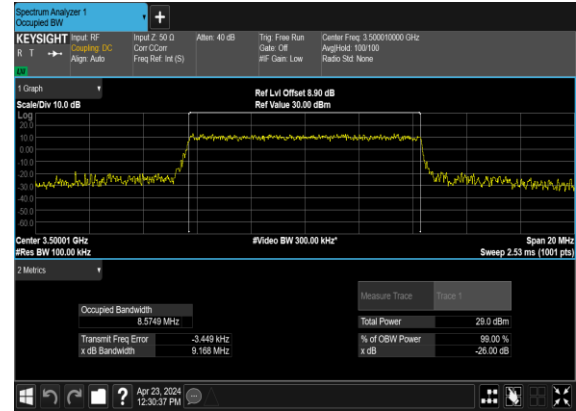 Spectrum Analyzer 1
Occupied BW
KEYSIGHT Input: RF Input Z: 50 Ω Atten: 40 dB Trig: Free Run Center Freq: 3.500010000 GHz
R T Coupling: DC Corr CCorr Gate: Off Avg|Hold: 100/100
Align: Auto Freq Ref: Int (S) #IF Gain: Low Radio Std: None
LV
1 Graph
Ref Lvl Offset 8.90 dB
Scale/Div 10.0 dB Ref Value 30.00 dBm
Log
20.0
10.0
0.00
-10.0
-20.0
-30.0
-40.0
-50.0
-60.0
Center 3.50001 GHz #Video BW 300.00 kHz* Span 20 MHz
#Res BW 100.00 kHz Sweep 2.53 ms (1001 pts)
2 Metrics
Measure Trace Trace 1
Occupied Bandwidth
8.5749 MHz Total Power 29.0 dBm
Transmit Freq Error -3.449 kHz % of OBW Power 99.00 %
x dB Bandwidth 9.168 MHz x dB -26.00 dB
?
Apr 23, 2024
12:30:37 PM